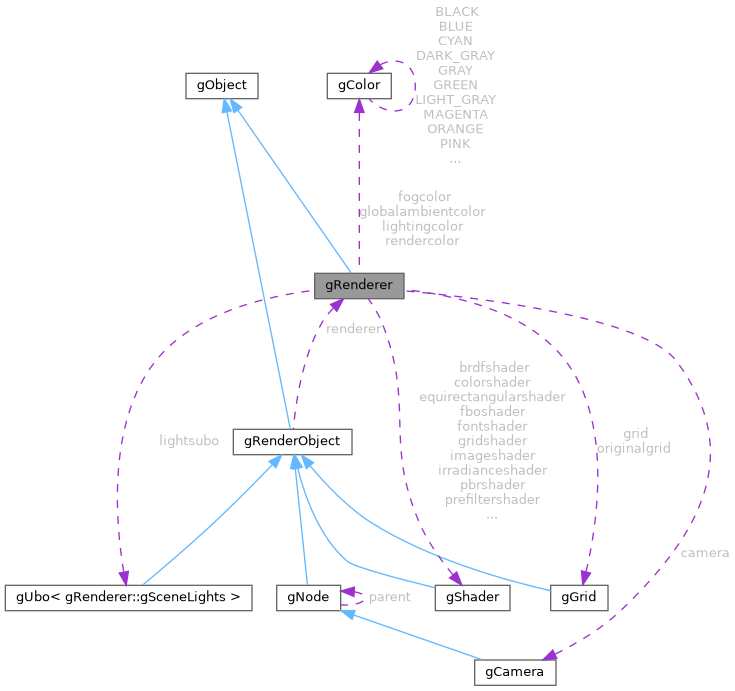 BLACK
BLUE
CYAN
DARK_GRAY
GRAY
GREEN
LIGHT_GRAY
MAGENTA
ORANGE
PINK
...
gObject
gColor
fogcolor
globalambientcolor
lightingcolor
rendercolor
gRenderer
renderer
brdfshader
colorshader
equirectangularshader
fboshader
fontshader
gridshader
imageshader
irradianceshader
pbrshader
prefiltershader
...
grid
originalgrid
lightsubo
gRenderObject
camera
gUbo< gRenderer::gSceneLights >
gNode
parent
gShader
gGrid
gCamera